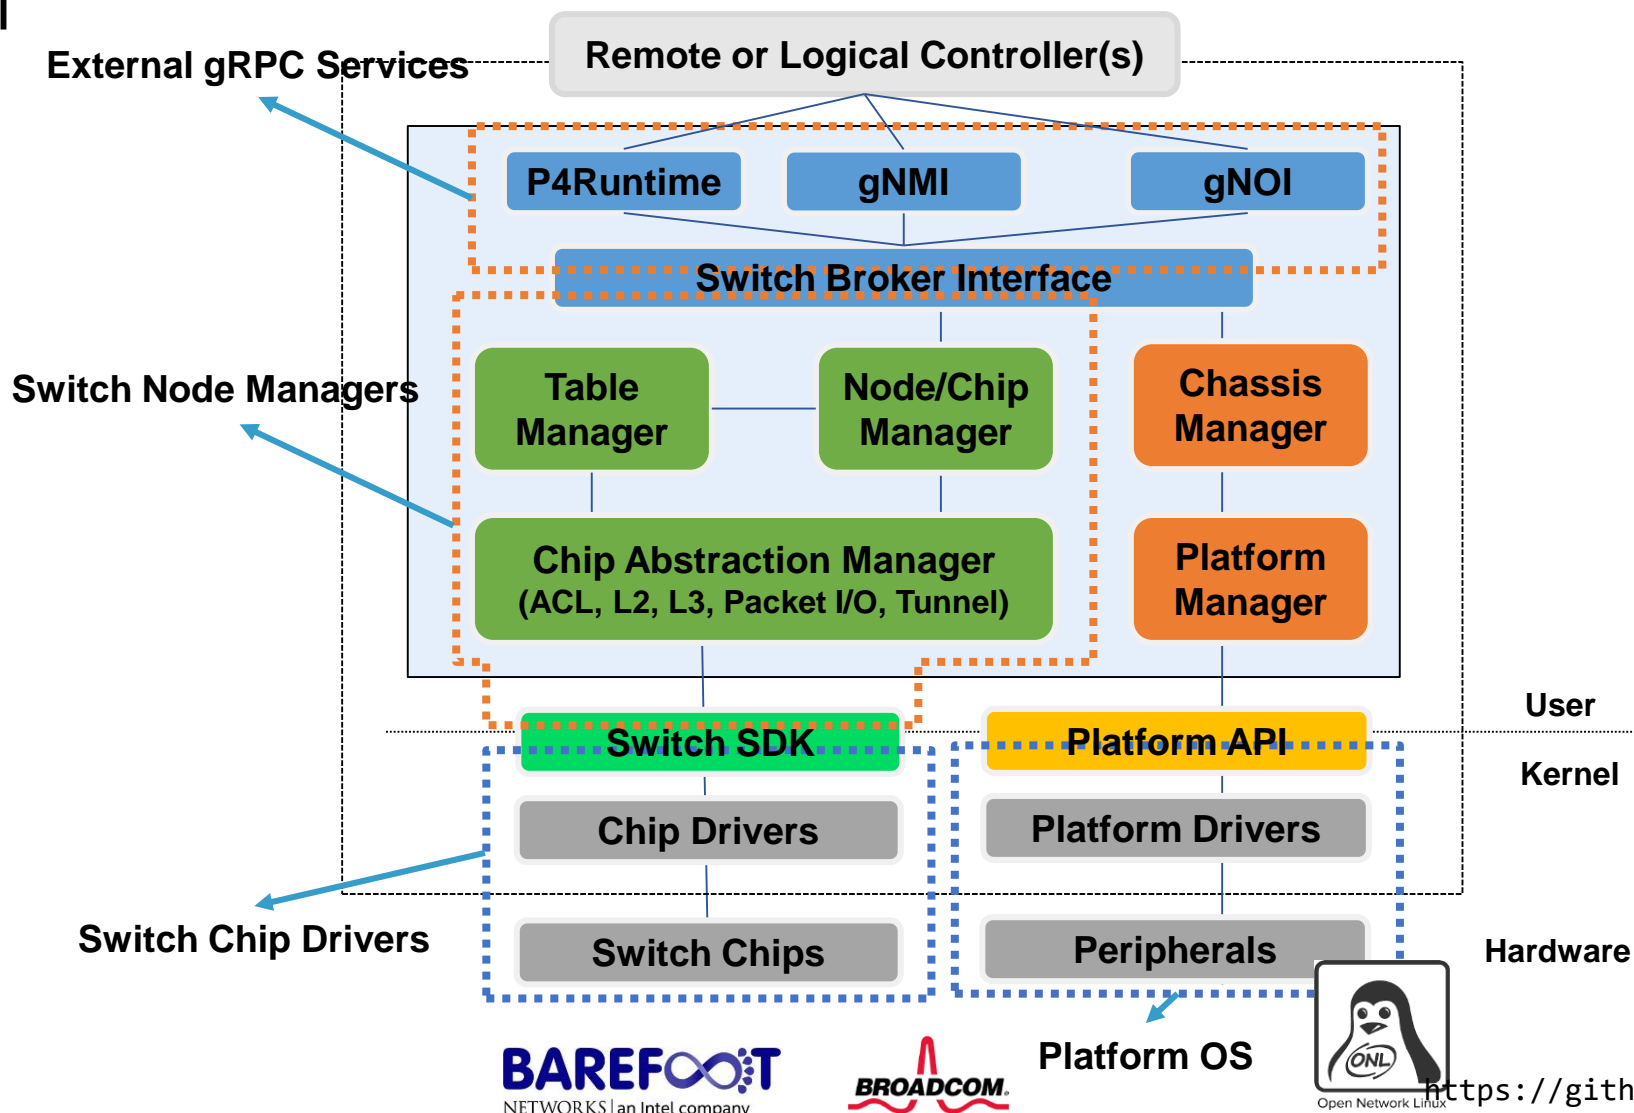 Remote or Logical Controller(s)
External gRPC Services
P4Runtime
gNMI
gNOI
Switch Broker Interface
Switch Node Managers
Table
Manager
Node/Chip
Manager
Chassis
Manager
Chip Abstraction Manager
(ACL, L2, L3, Packet I/O, Tunnel)
Platform
Manager
User
Switch SDK
Platform API
Kernel
Chip Drivers
Platform Drivers
Switch Chips
Peripherals
Switch Chip Drivers
Hardware
Platform OS
BAREFOOT
NETWORKS | an Intel company
BROADCOM.
ONL
Open Network Linux
https://gith